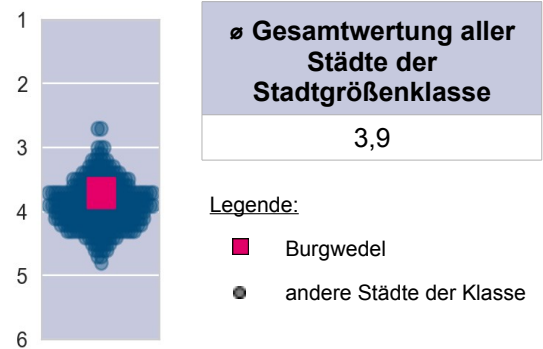 1
2
3
4
5
6
ø Gesamtwertung aller
Städte der
Stadtgrößenklasse
3,9
Legende:
Burgwedel
andere Städte der Klasse